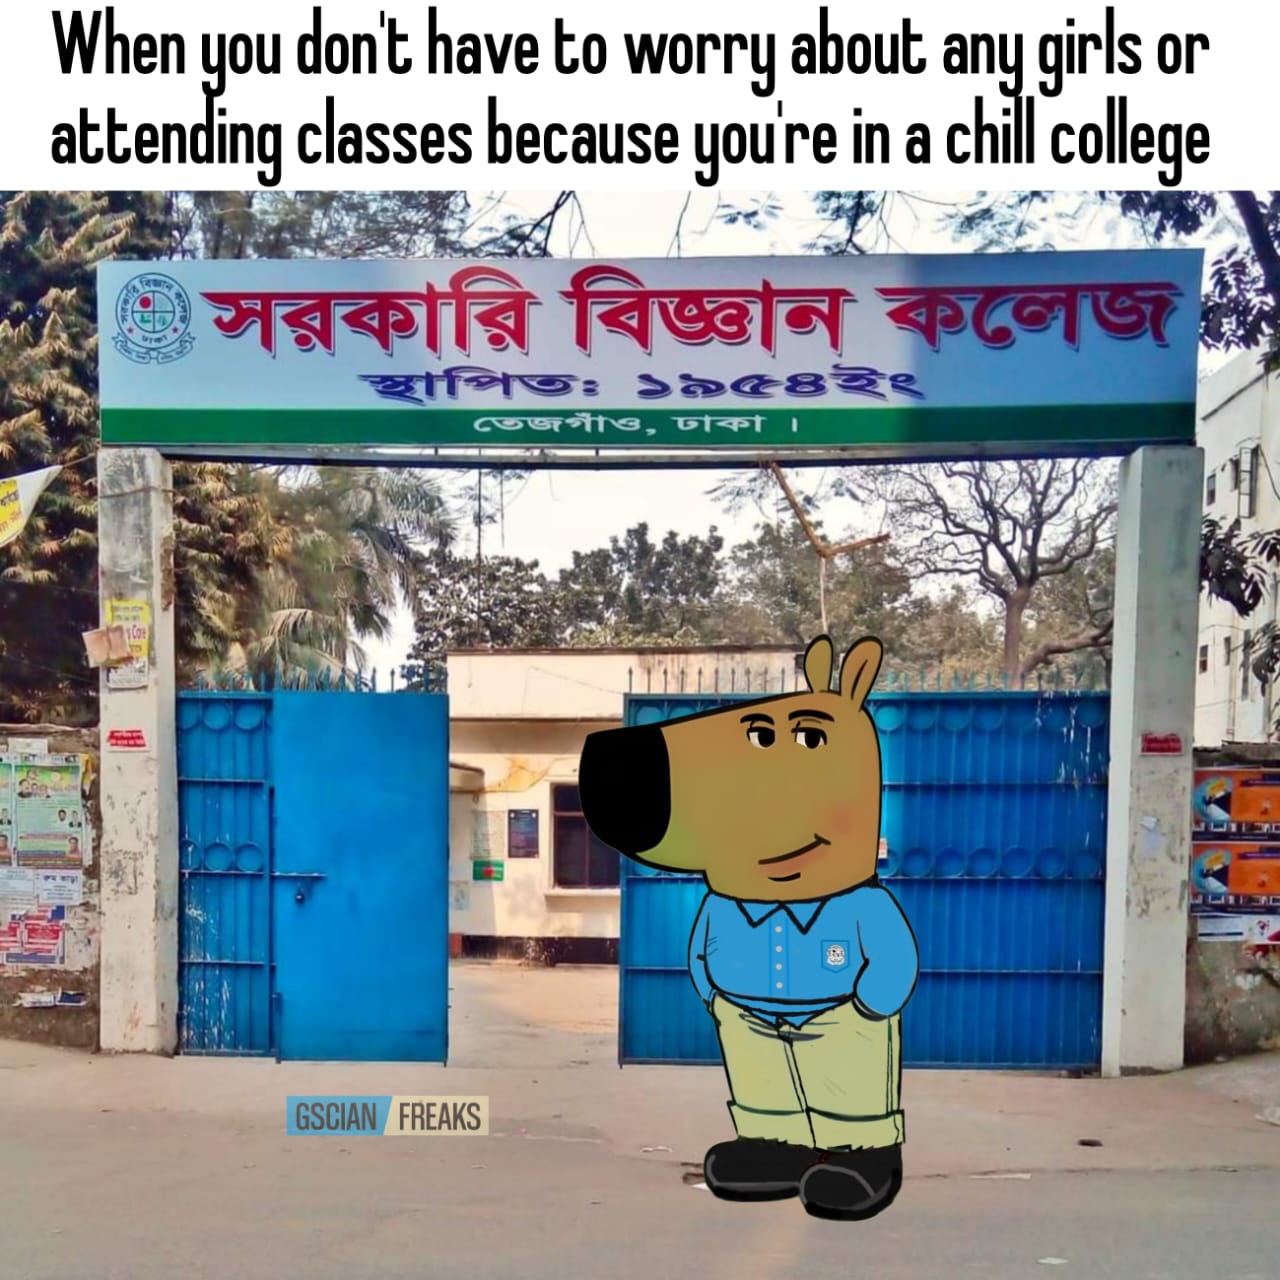 When you don't have to worry about any girls or
attending classes because you're in a chill college
সরকারি বিজ্ঞান কলেজ
স্থাপিত: ১৯৫৪ইং
তেজগাঁও, ঢাকা ।
ঢাকা
রুম ভাড়া
GSCIAN FREAKS